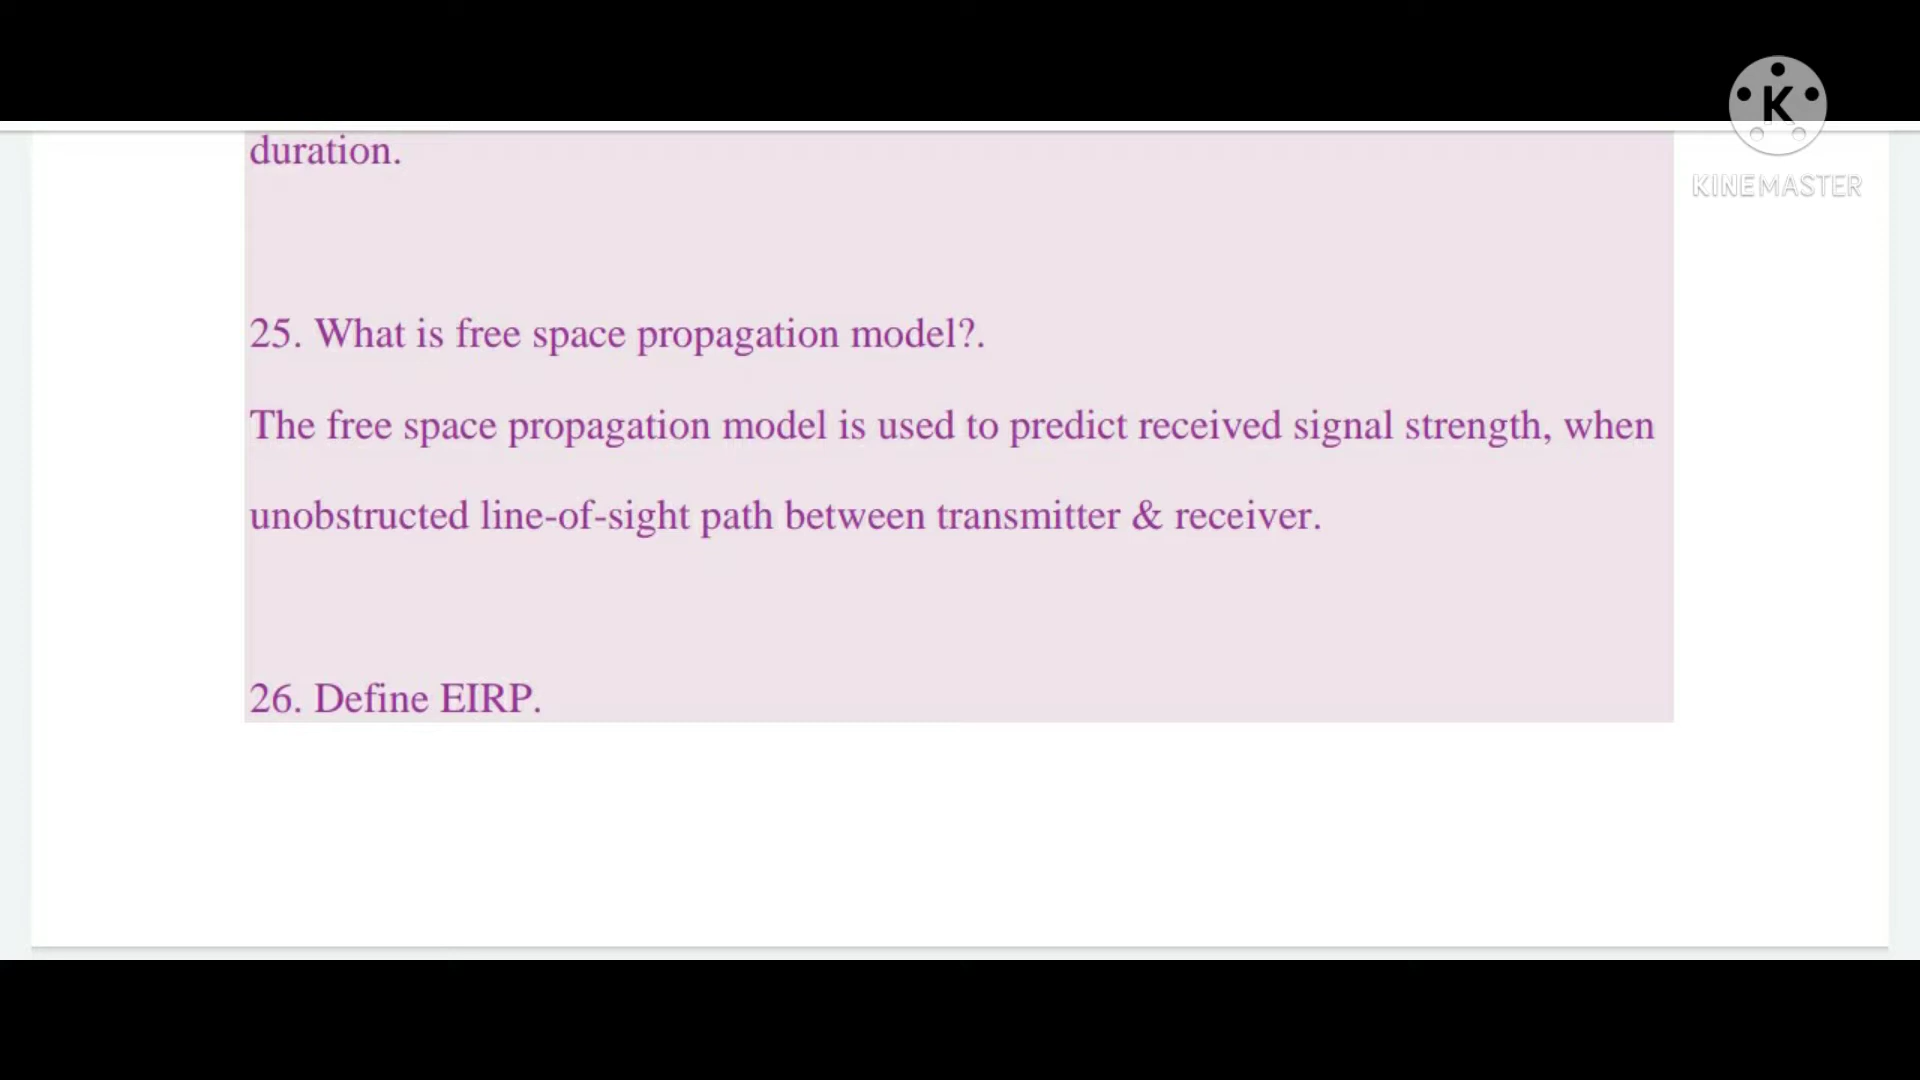 K
KINEMASTER
duration.
25. What is free space propagation model?.
The free space propagation model is used to predict received signal strength, when
unobstructed line-of-sight path between transmitter & receiver.
26. Define EIRP.